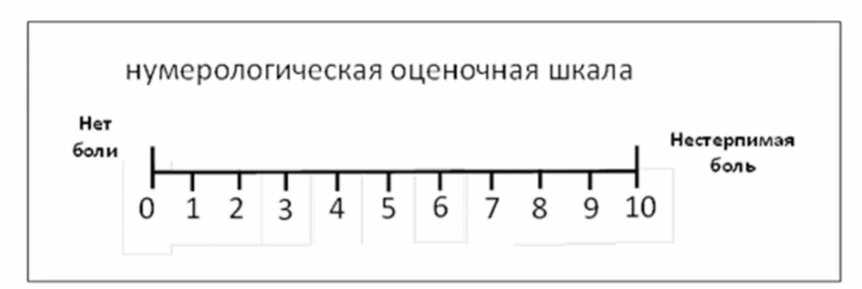 нумерологическая оценочная шкала
Нет
боли
Нестерпимая
боль
0 1 2 3 4 5 6 7 8 9 10